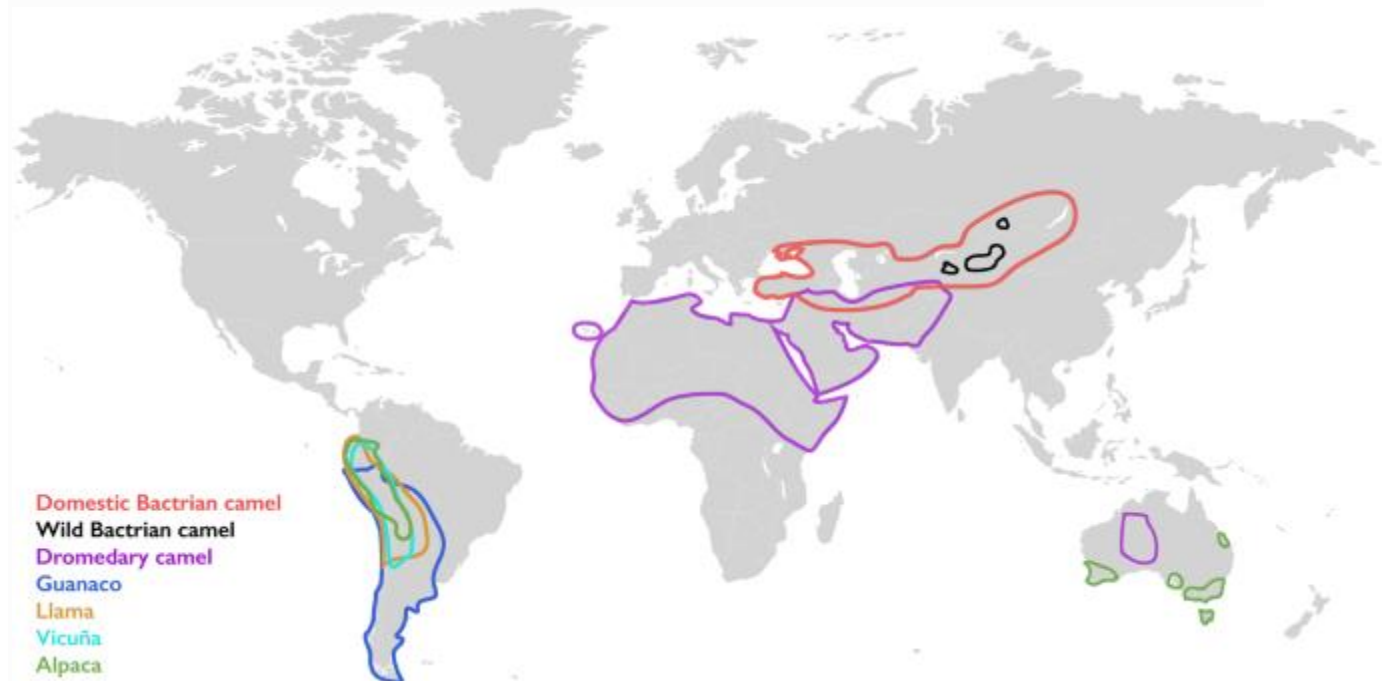 Domestic Bactrian camel
Wild Bactrian camel
Dromedary camel
Guanaco
Llama
Vicuña
Alpaca